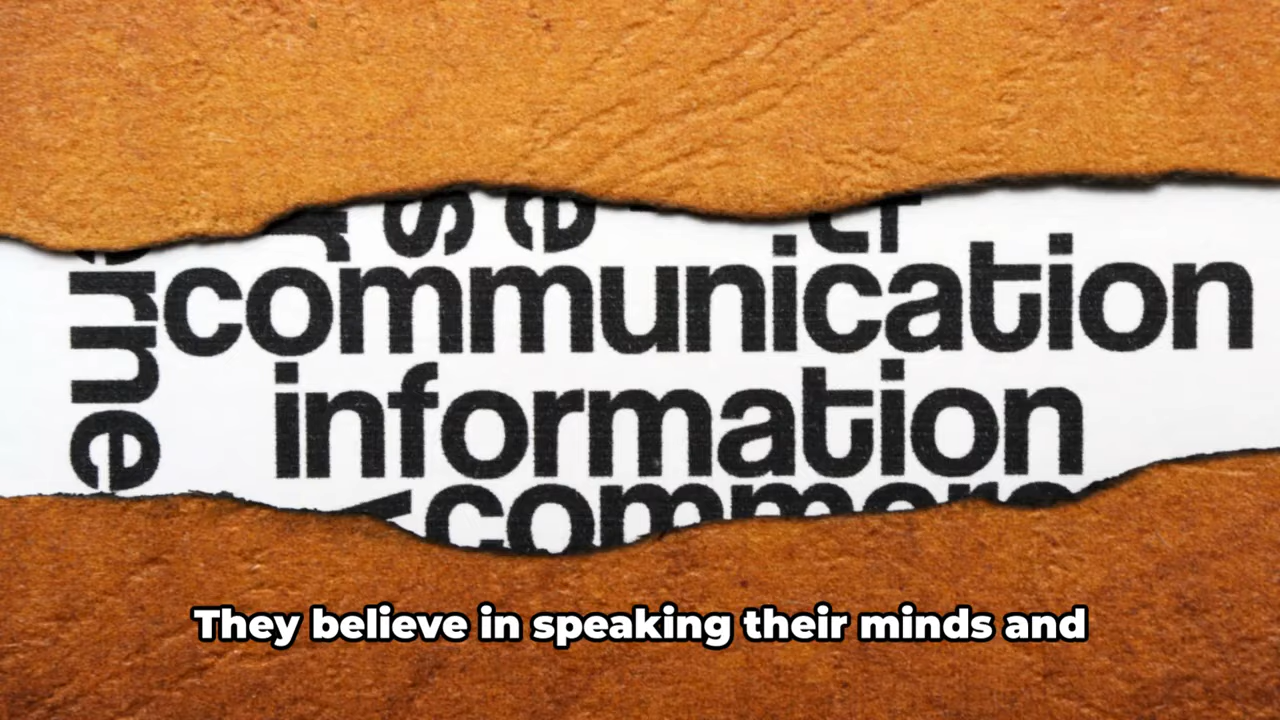 communication
information
They believe in speaking their minds and